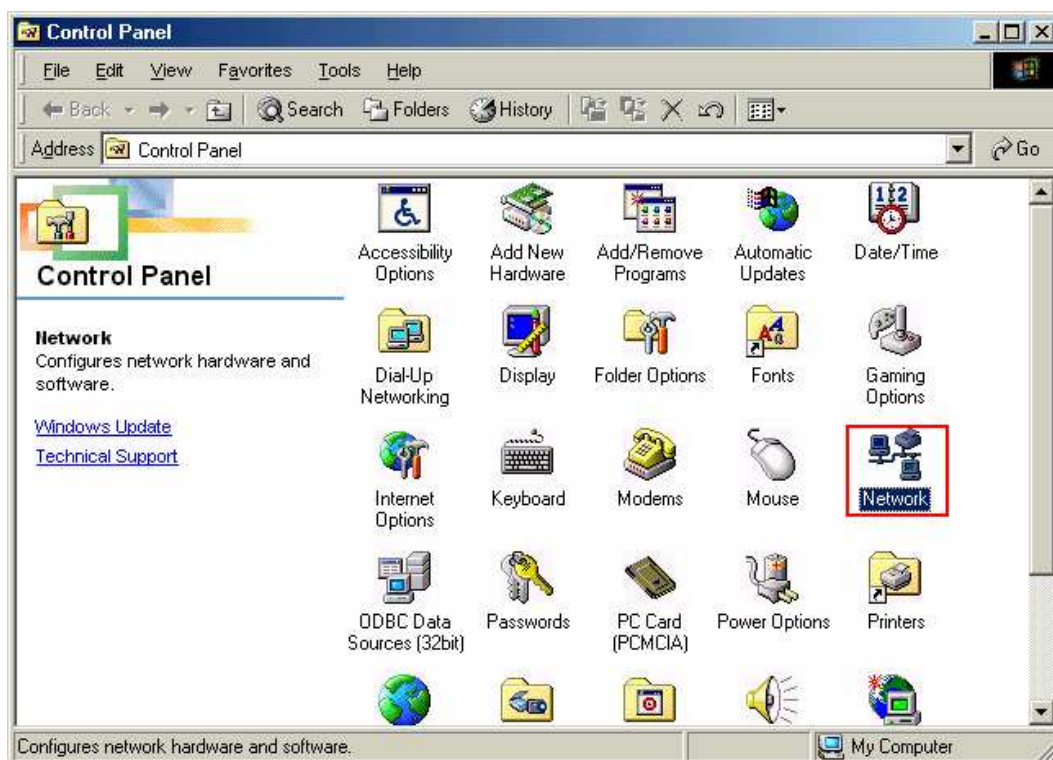 Control Panel
File Edit View Favorites Tools Help
Back Search Folders History
Address Control Panel Go
Control Panel
Network
Configures network hardware and
software.
Windows Update
Technical Support
Accessibility
Options
Add New
Hardware
Add/Remove
Programs
Automatic
Updates
Date/Time
Dial-Up
Networking
Display
Folder Options
Fonts
Gaming
Options
Internet
Options
Keyboard
Modems
Mouse
Network
ODBC Data
Sources (32bit)
Passwords
PC Card
(PCMCIA)
Power Options
Printers
Configures network hardware and software.
My Computer